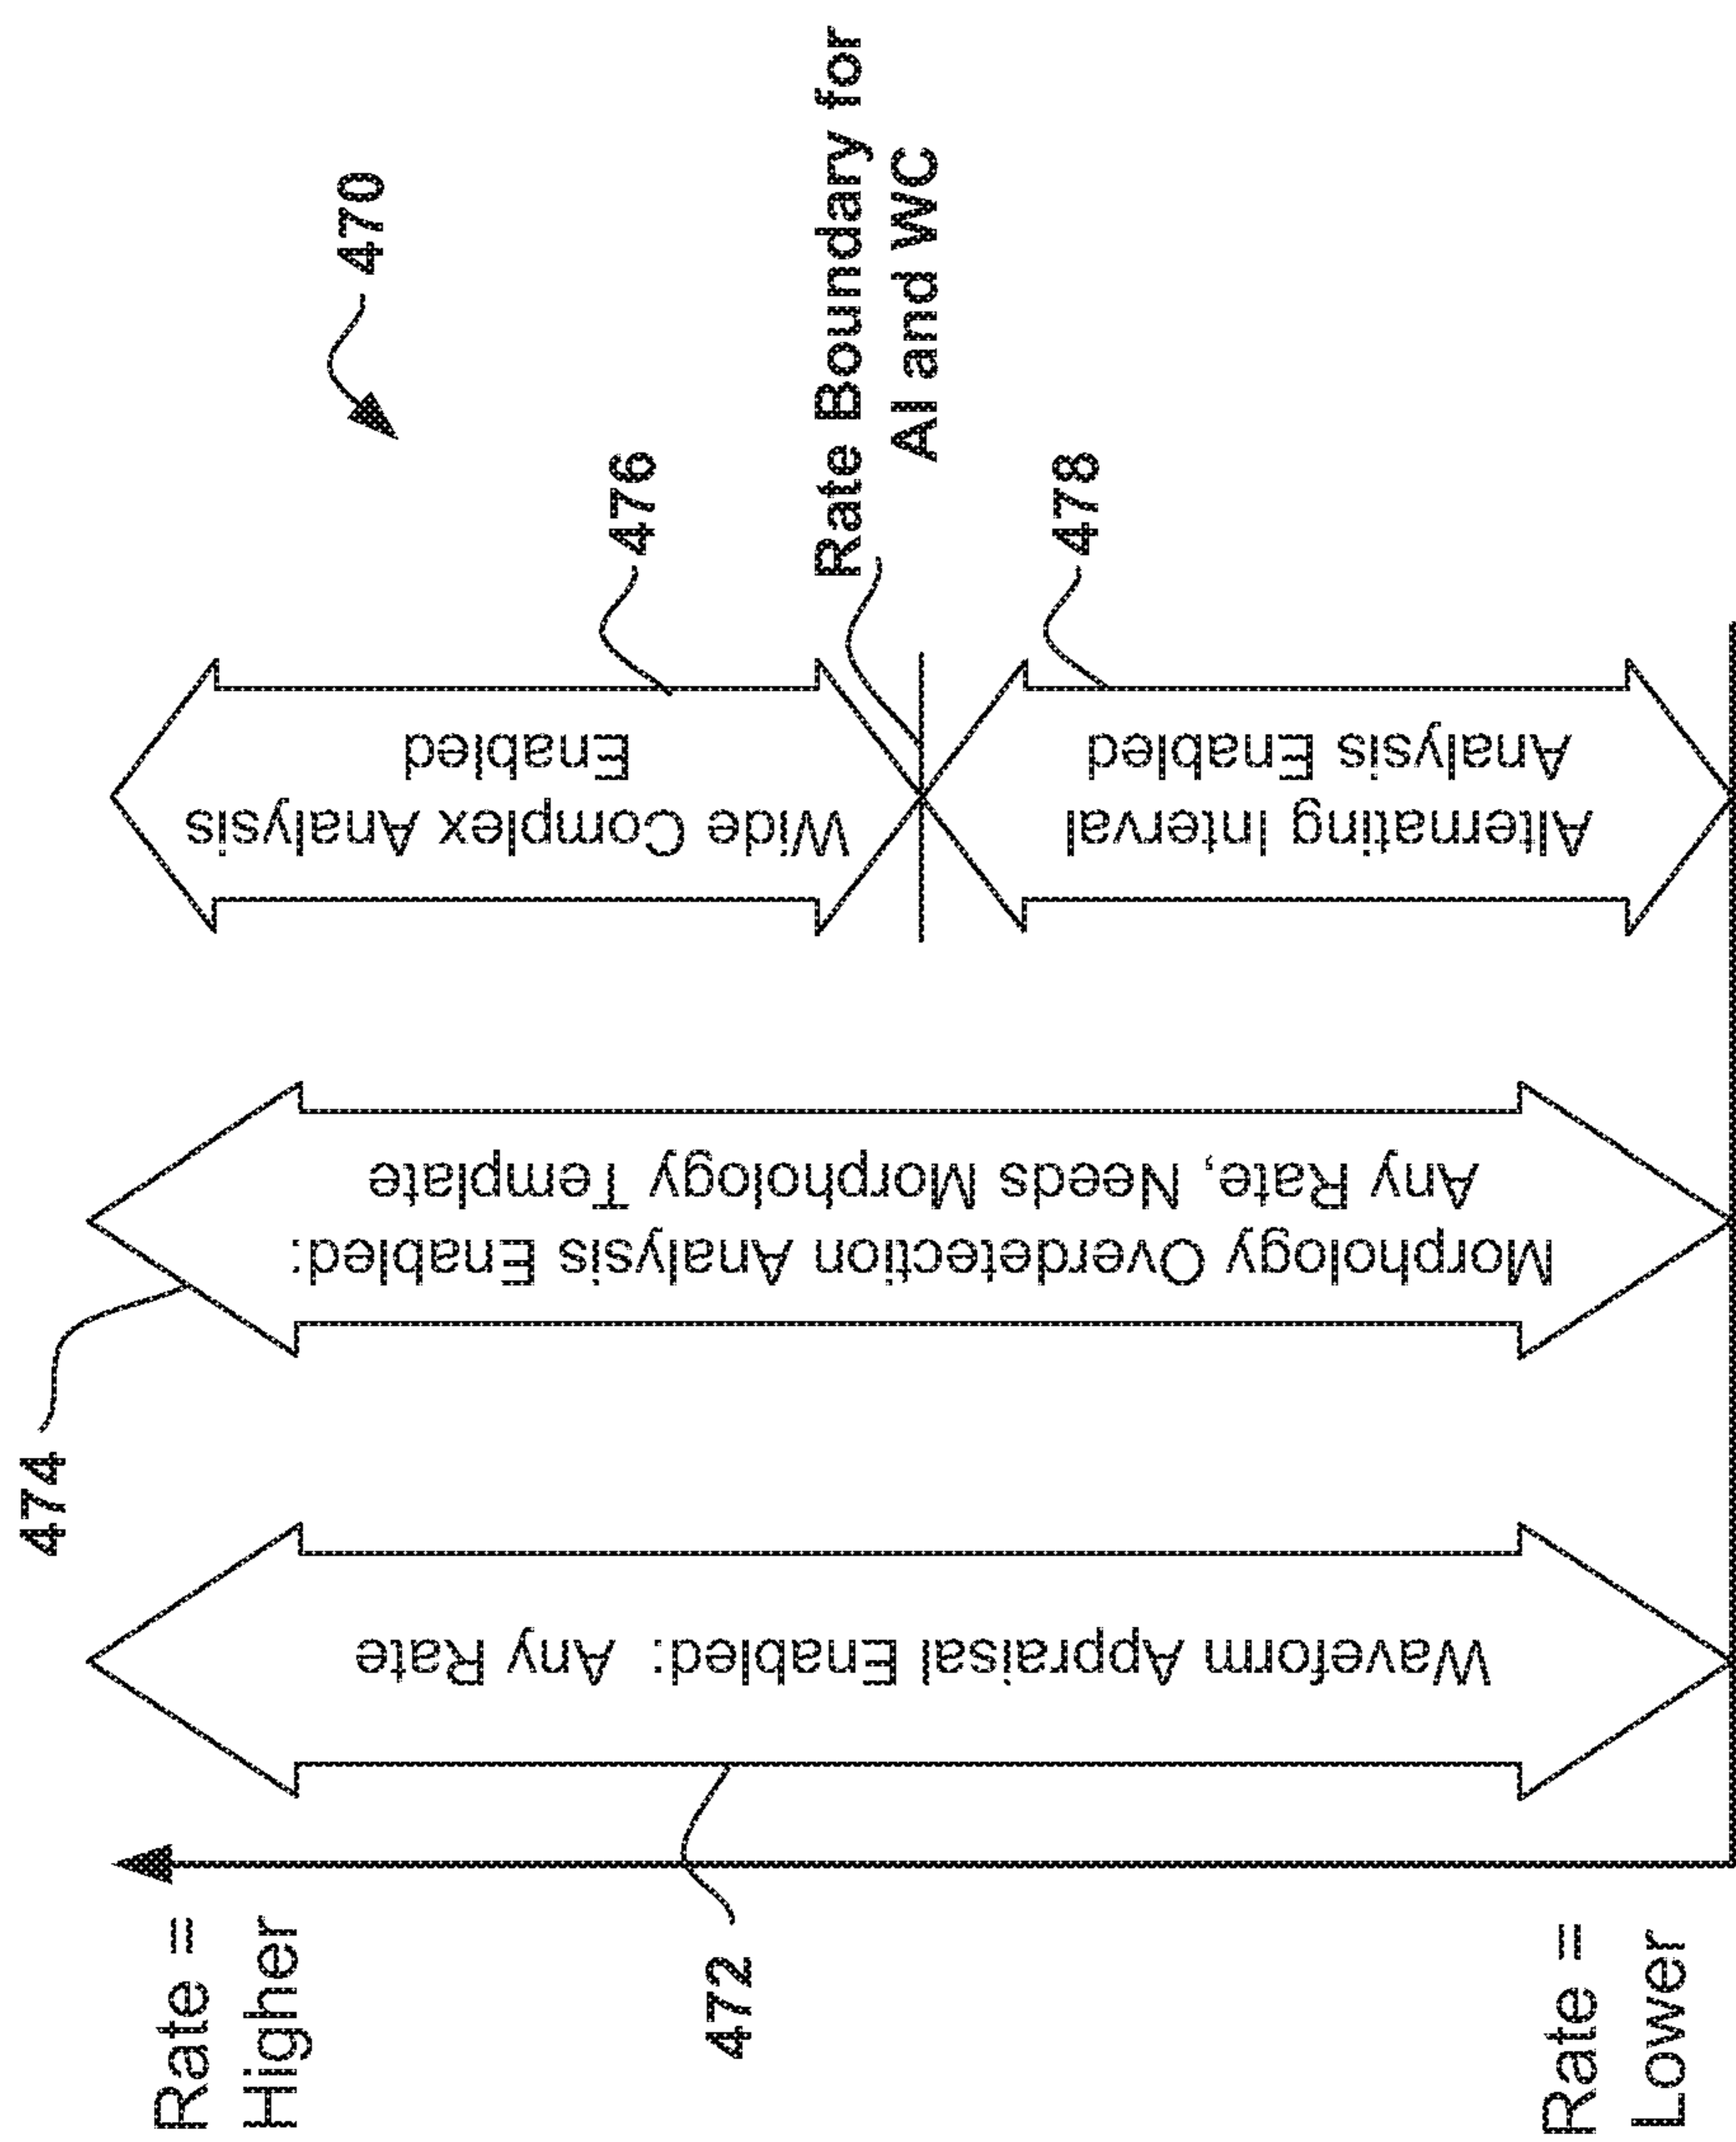 470
Rate =
Higher
Rate =
Lower
472
Waveform Appraisal Enabled:  Any Rate
474
Morphology Overdetection Analysis Enabled:
Any Rate, Needs Morphology Template
Wide Complex Analysis
Enabled
476
Rate Boundary for
AI and WC
Alternating Interval
Analysis Enabled
478